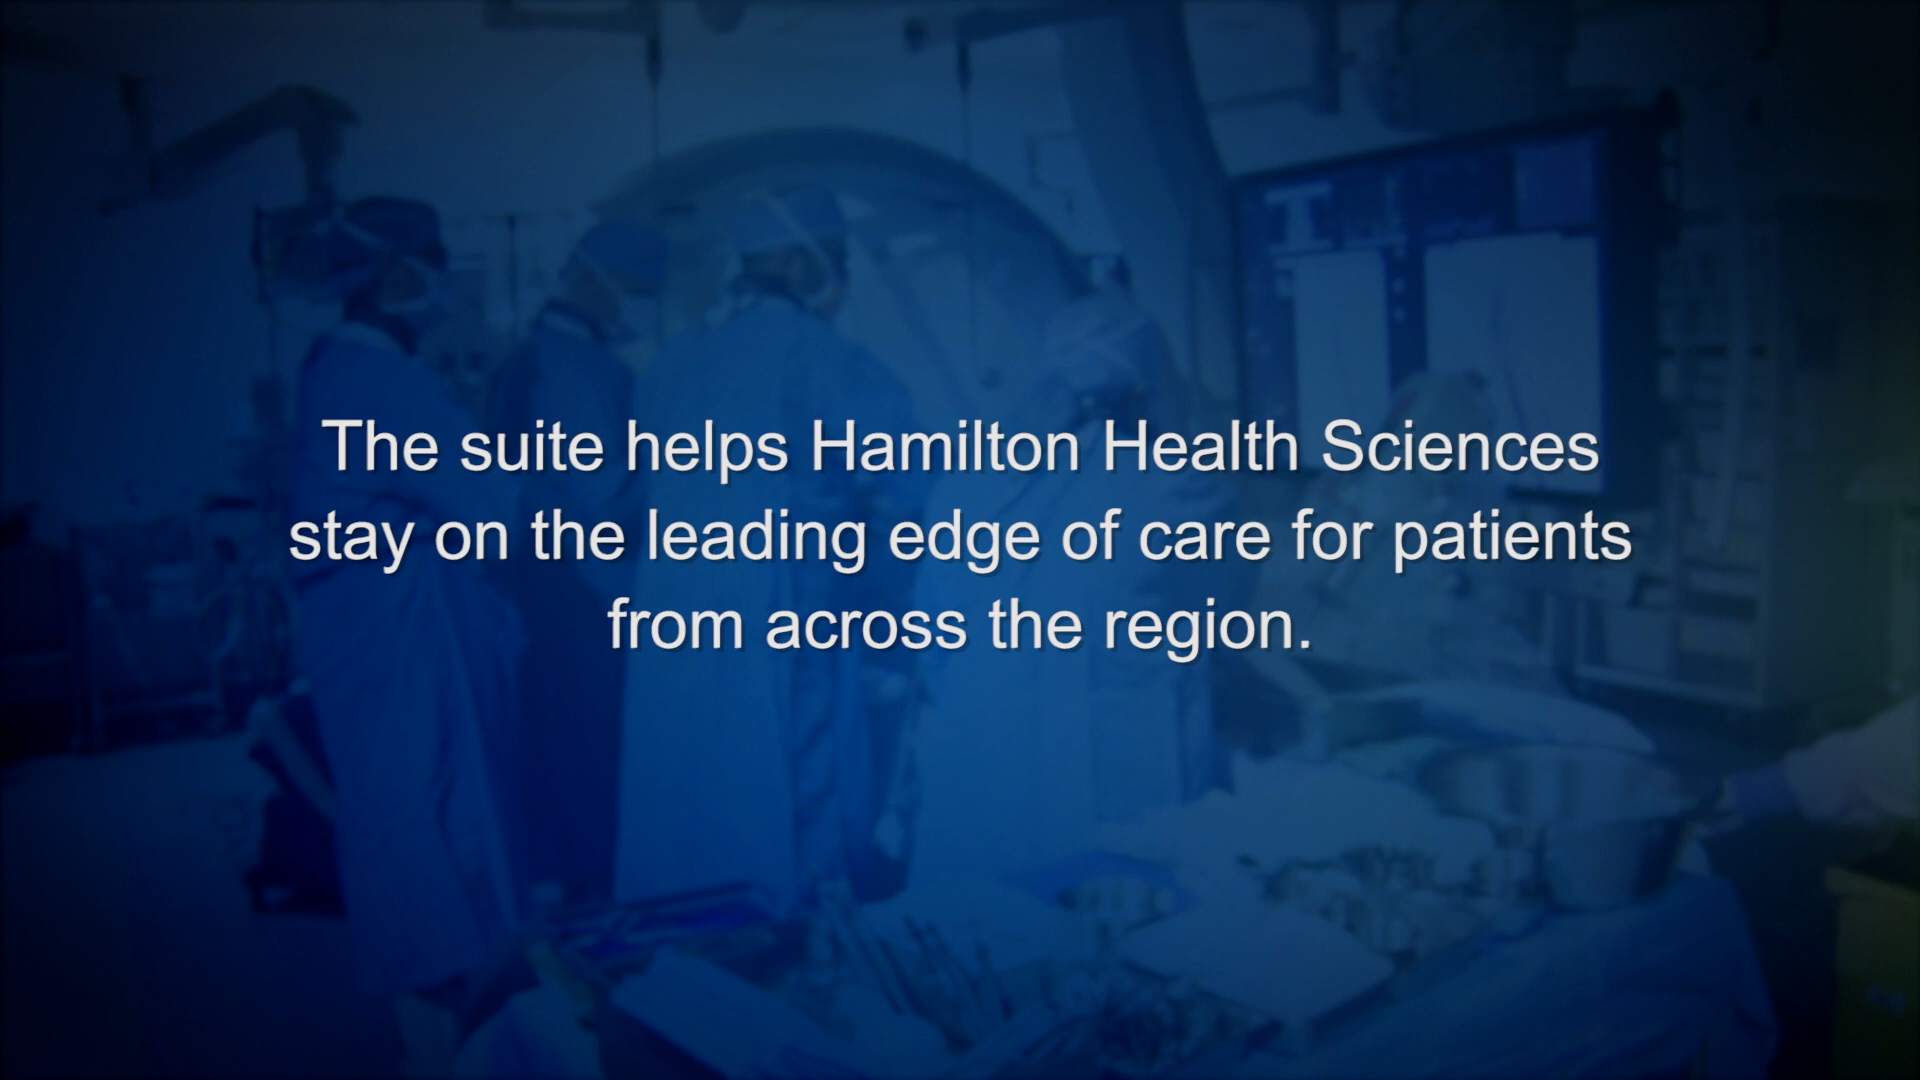 The suite helps Hamilton Health Sciences
stay on the leading edge of care for patients
from across the region.